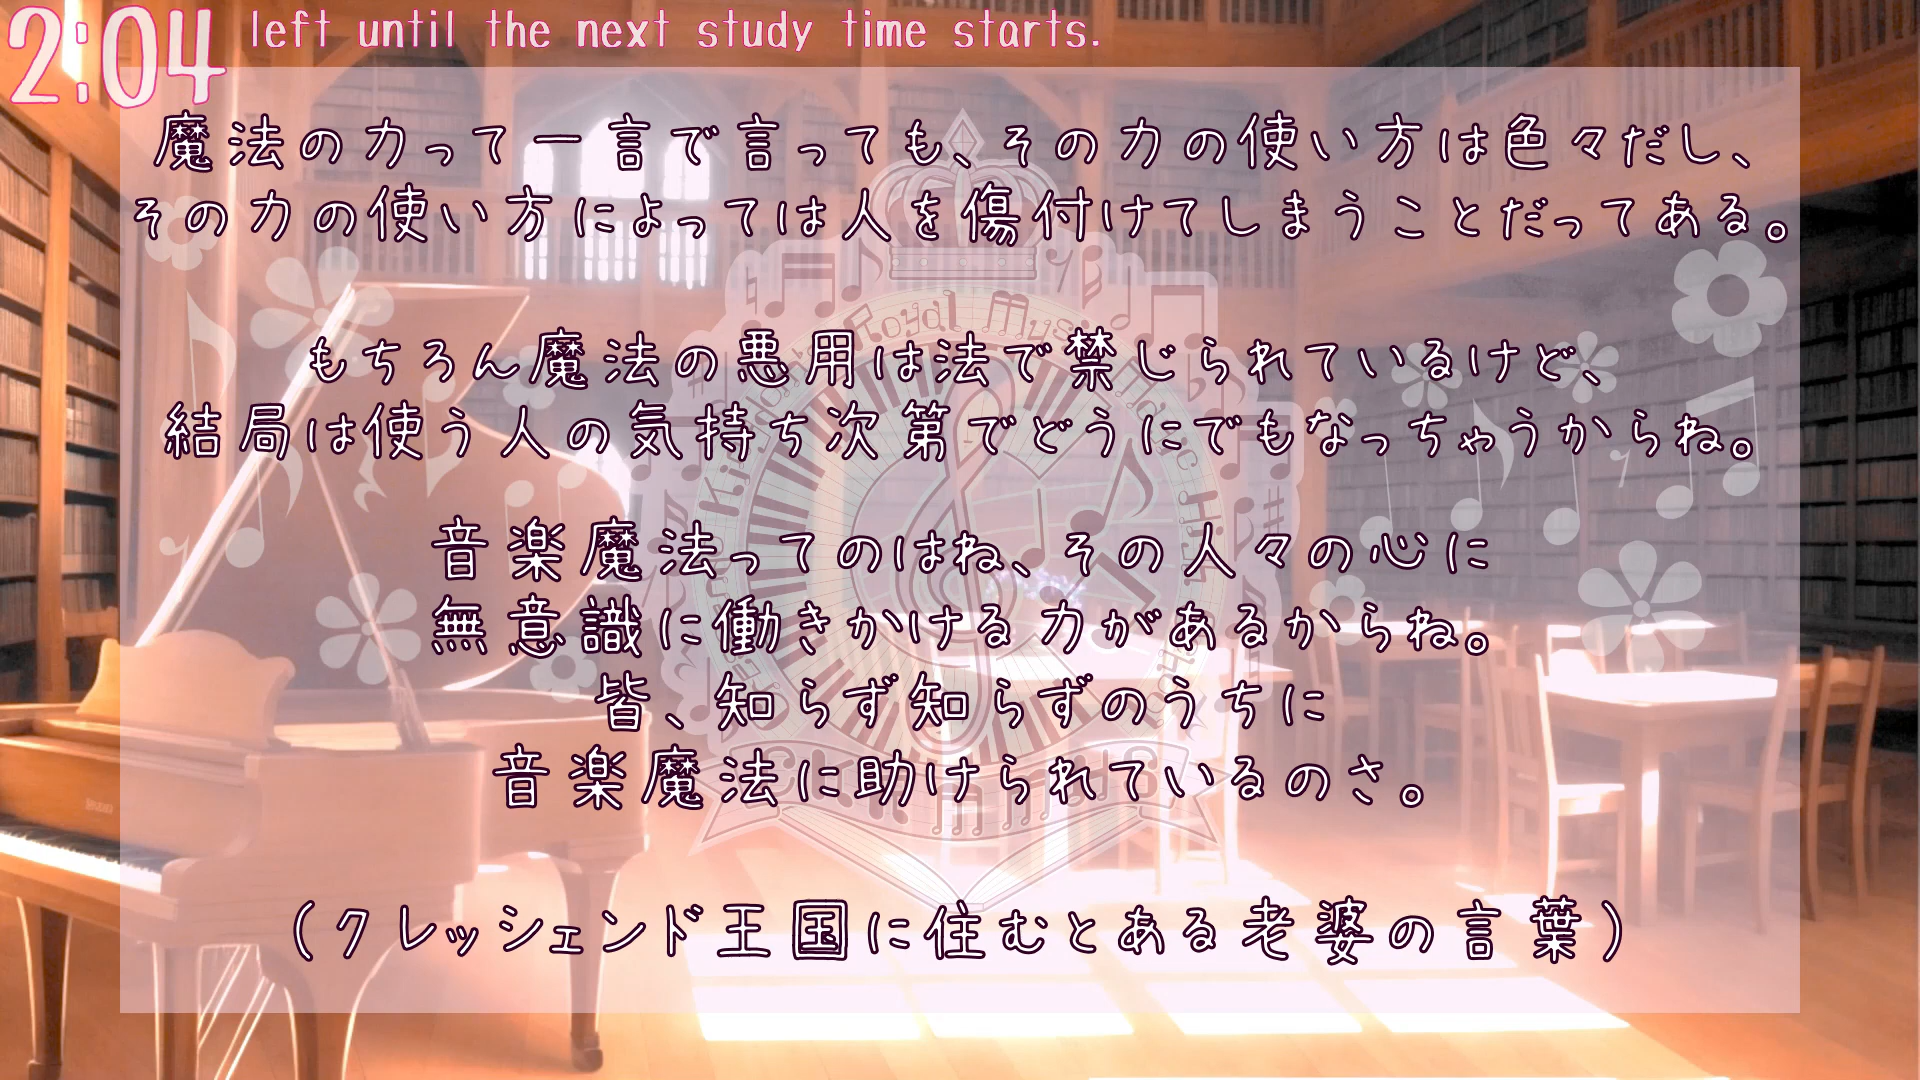 2:04 left until the next study time starts.
魔法の力って一言で言っても、その力の使い方は色々だし、
その力の使い方によっては人を傷付けてしまうことだってある。
もちろん魔法の悪用は法で禁じられているけど、
結局は使う人の気持ち次第でどうにでもなっちゃうからね。
音楽魔法ってのはね、その人々の心に
無意識に働きかける力があるからね。
皆、知らず知らずのうちに
音楽魔法に助けられているのさ。
（クレッシェンド王国に住むとある老婆の言葉）
Royal Music